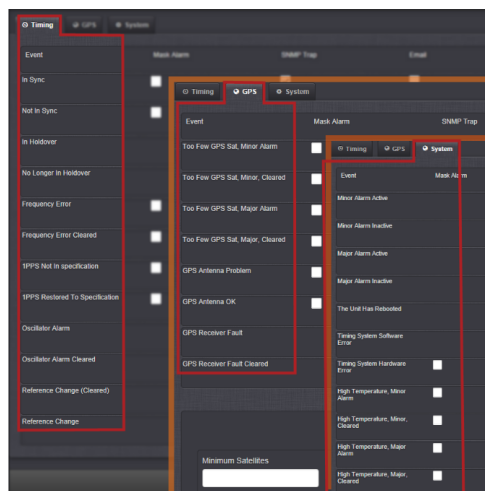 Timing GPS System
Event Mask Alarm SNMP Trap Email
In Sync
Not In Sync
In Holdover
No Longer In Holdover
Frequency Error
Frequency Error Cleared
1PPS Not In specification
1PPS Restored To Specification
Oscillator Alarm
Oscillator Alarm Cleared
Reference Change (Cleared)
Reference Change
Timing GPS System
Event Mask Alarm
Too Few GPS Sat, Minor Alarm
Too Few GPS Sat, Minor, Cleared
Too Few GPS Sat, Major Alarm
Too Few GPS Sat, Major, Cleared
GPS Antenna Problem
GPS Antenna OK
GPS Receiver Fault
GPS Receiver Fault Cleared
Minimum Satellites
SNMP Trap
Timing GPS System
Event Mask Alarm
Minor Alarm Active
Minor Alarm Inactive
Major Alarm Active
Major Alarm Inactive
The Unit Has Rebooted
Timing System Software
Error
Timing System Hardware
Error
High Temperature, Minor
Alarm
High Temperature, Minor,
Cleared
High Temperature, Major
Alarm
High Temperature, Major,
Cleared